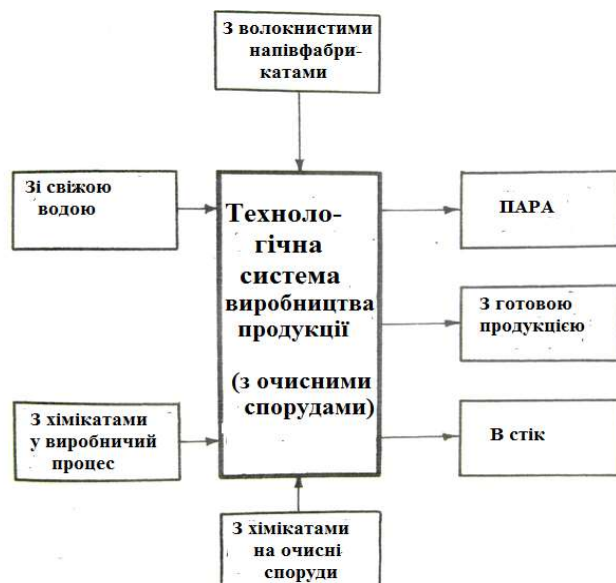 З волокнистими
напівфабри-
катами
Зі свіжою
водою
Техноло-
гічна
система
виробництва
продукції
(з очисними
спорудами)
ПАРА
З готовою
продукцією
З хімікатами
у виробничий
процес
В стік
З хімікатами
на очисні
споруди